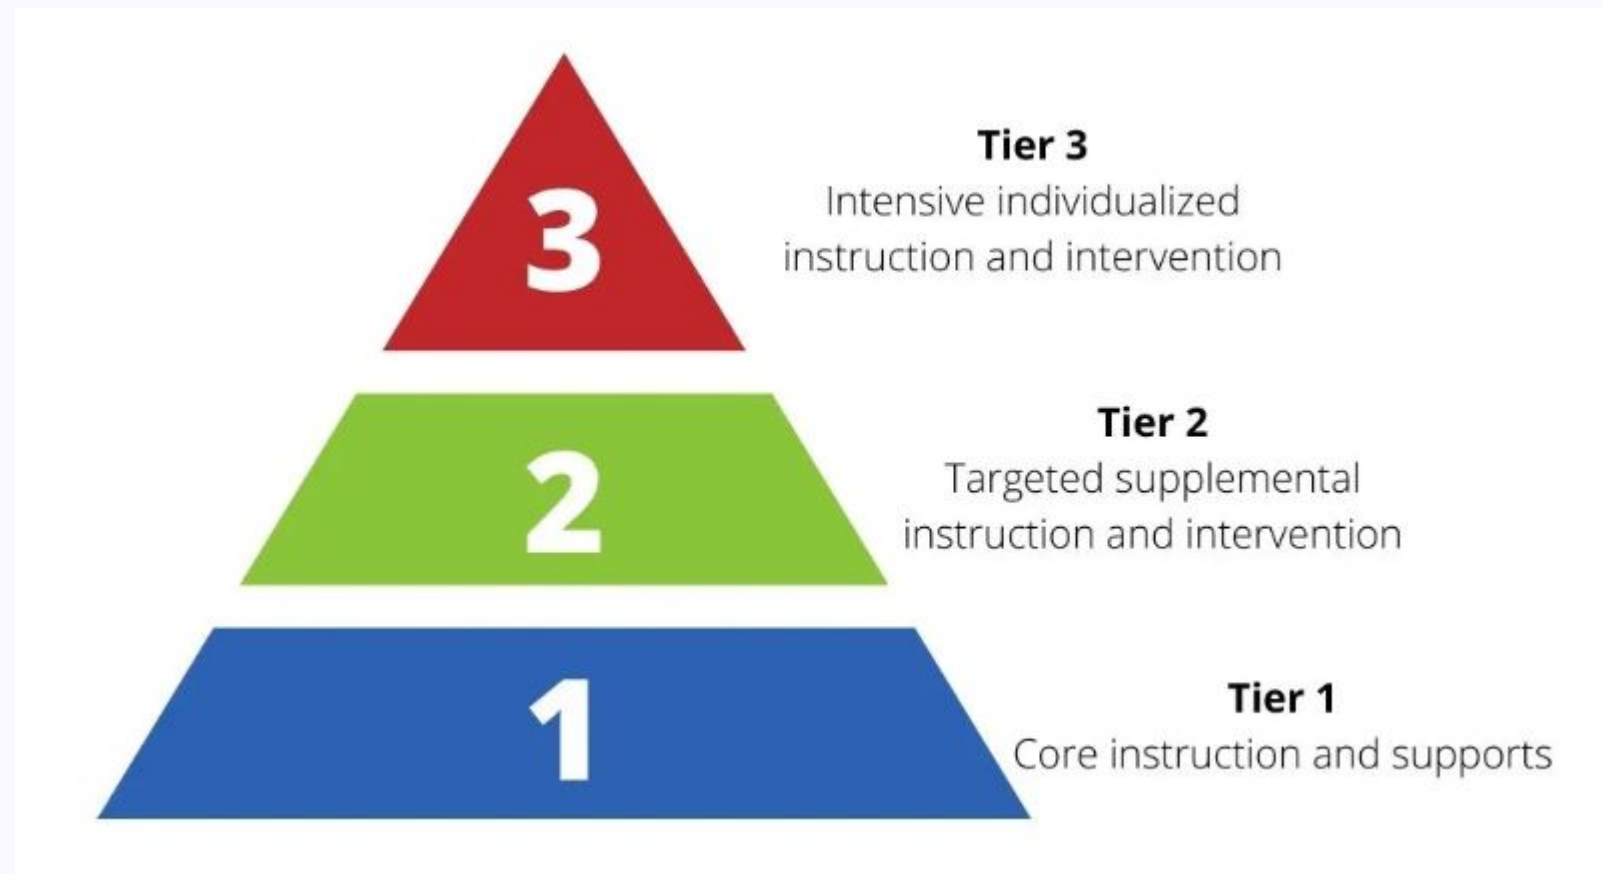 3
Tier 3
Intensive individualized
instruction and intervention
2
Tier 2
Targeted supplemental
instruction and intervention
1
Tier 1
Core instruction and supports